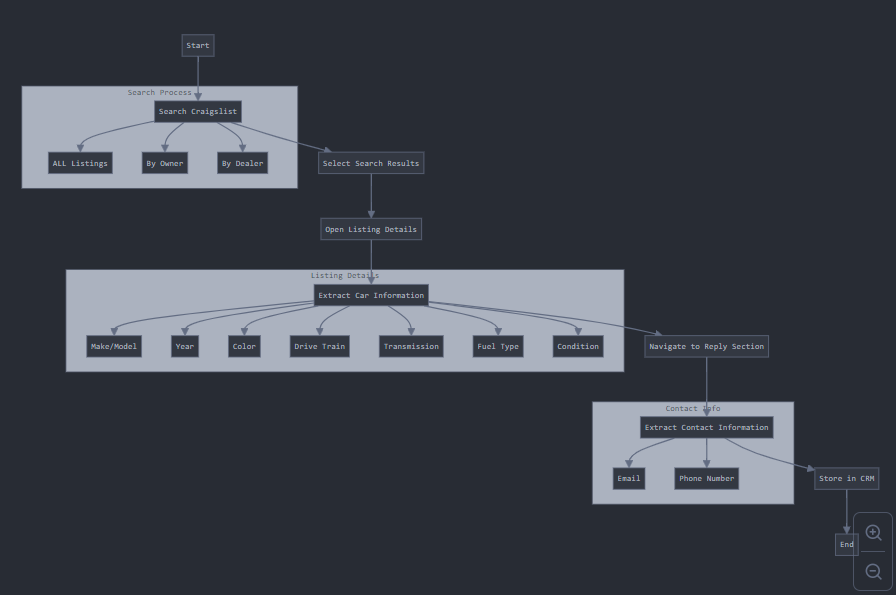 Start
Search Process
Search Craigslist
ALL Listings
By Owner
By Dealer
Select Search Results
Open Listing Details
Listing Details
Extract Car Information
Make/Model
Year
Color
Drive Train
Transmission
Fuel Type
Condition
Navigate to Reply Section
Contact Info
Extract Contact Information
Email
Phone Number
Store in CRM
End